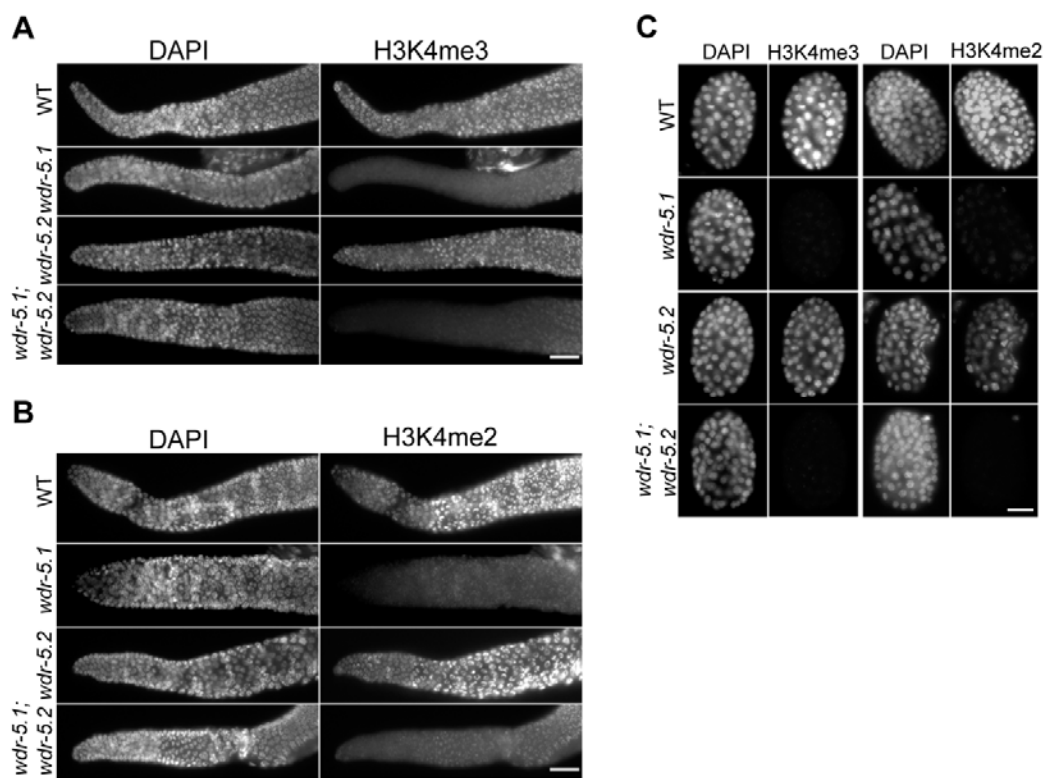 A
DAPI H3K4me3
WT
wdr-5.1
wdr-5.2
wdr-5.1;
wdr-5.2
B
DAPI H3K4me2
WT
wdr-5.1
wdr-5.2
wdr-5.1;
wdr-5.2
C
DAPI H3K4me3 DAPI H3K4me2
WT
wdr-5.1
wdr-5.2
wdr-5.1;
wdr-5.2